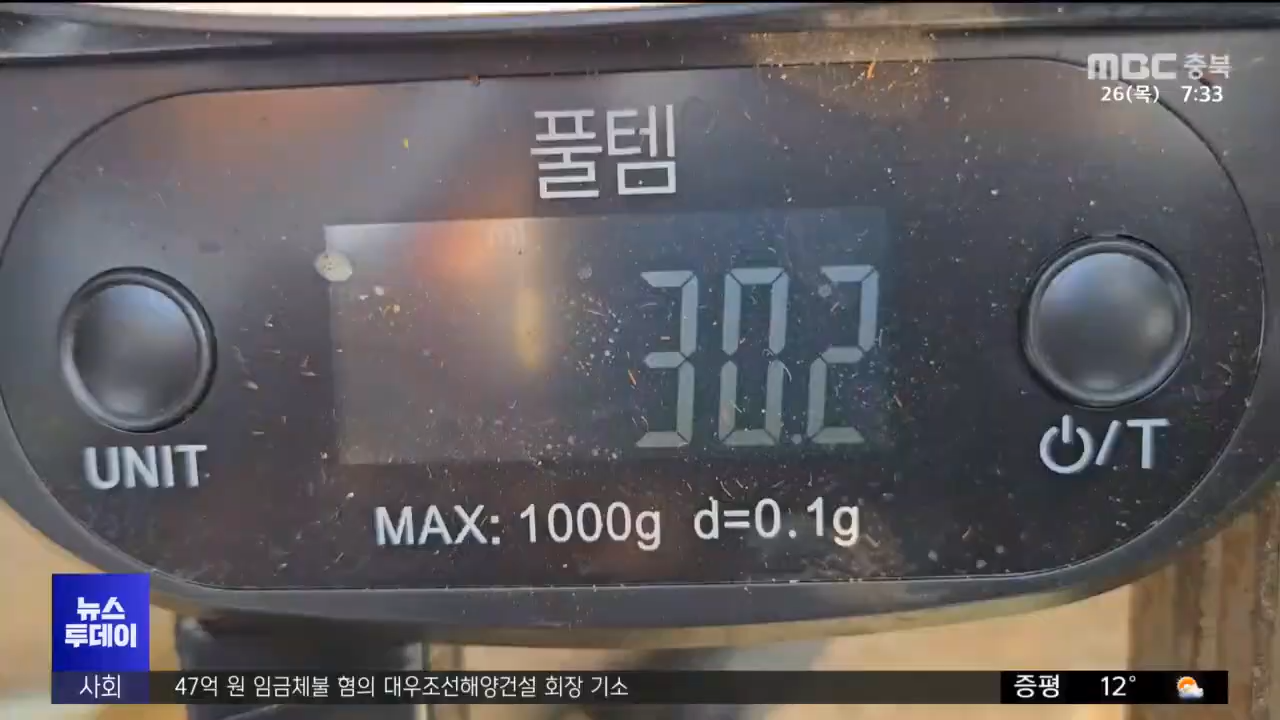 MBC 충북
26(목) 7:33
풀템
30.2
UNIT
⏻/T
MAX: 1000g d=0.1g
뉴스
투데이
사회
47억 원 임금체불 혐의 대우조선해양건설 회장 기소
증평 12°